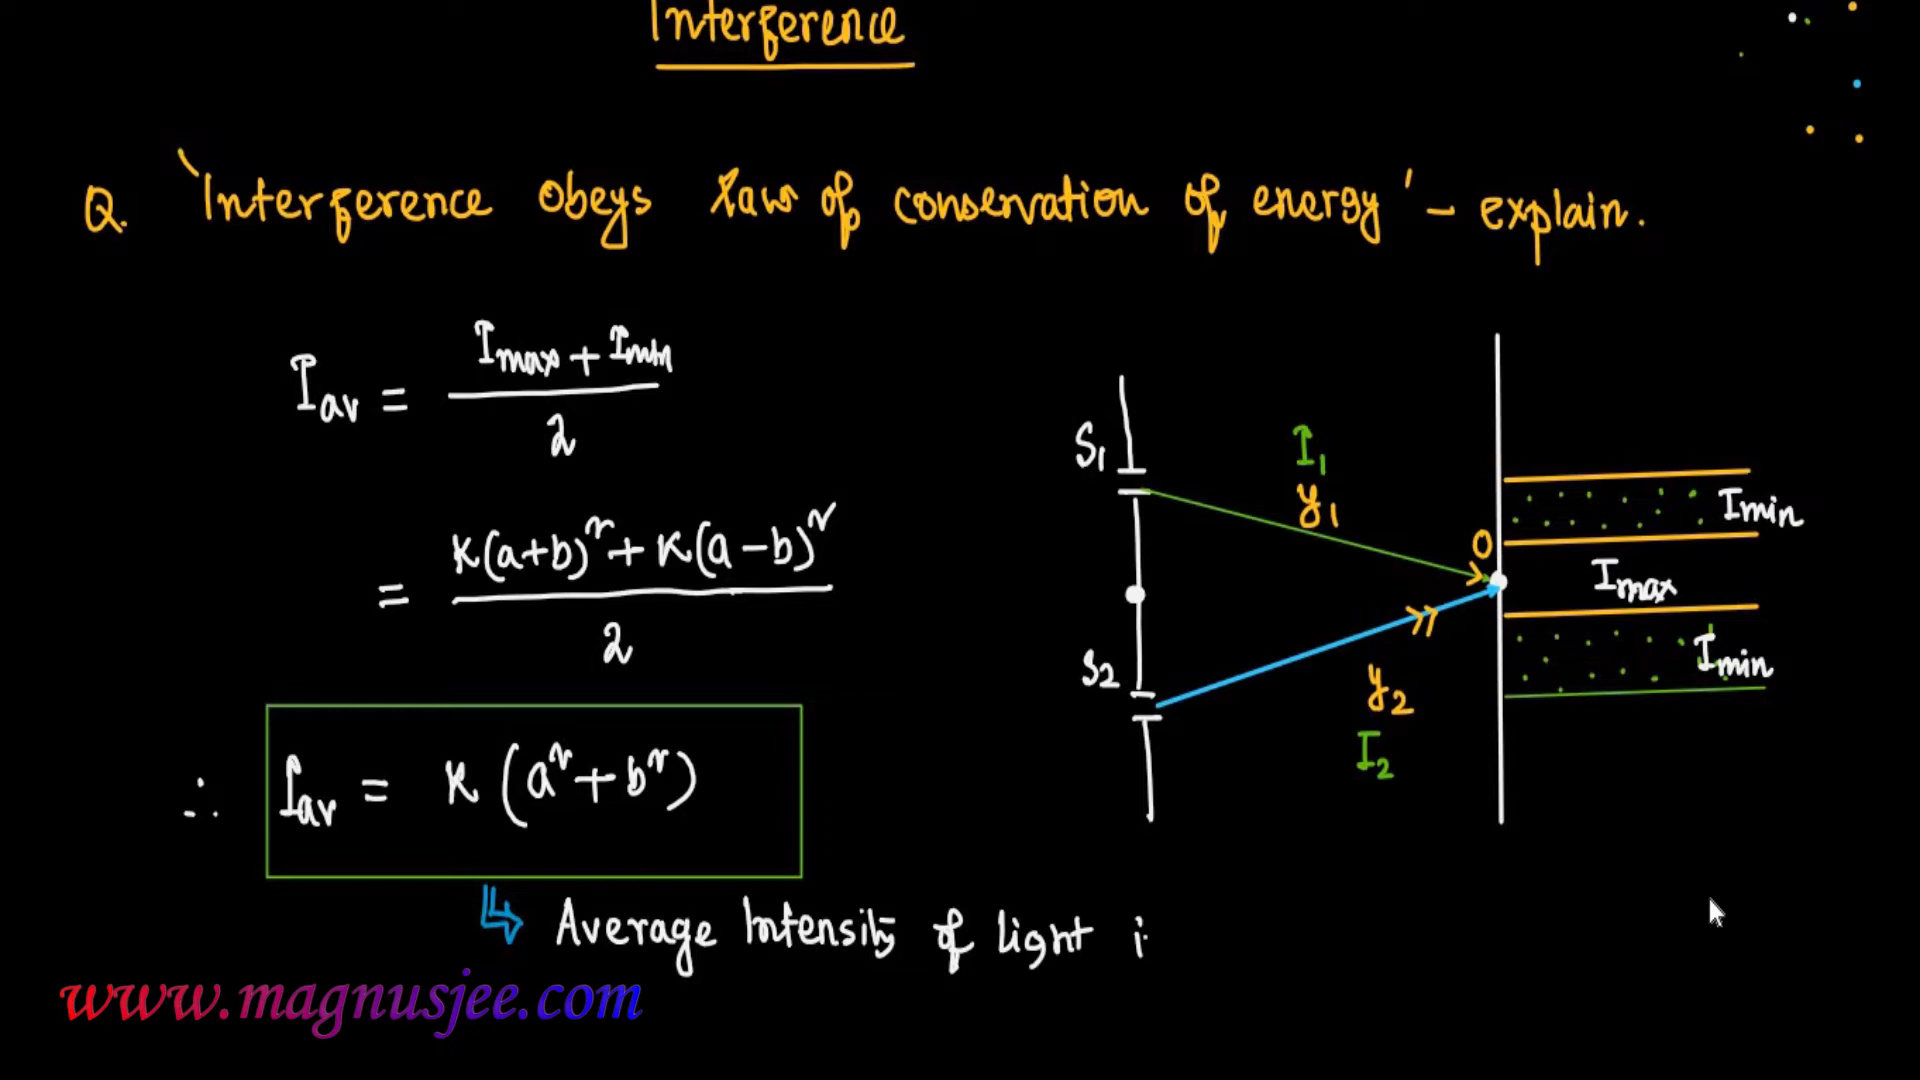 Interference
Q. 'Interference obeys laws of conservation of energy' - explain.
Iav = (Imax + Imin) / 2
= (K(a+b)² + K(a-b)²) / 2
∴ Iav = K (a² + b²)
↳ Average Intensity of light i
S1
I1
y1
O
S2
y2
I2
Imin
Imax
Imin
www.magnusjee.com